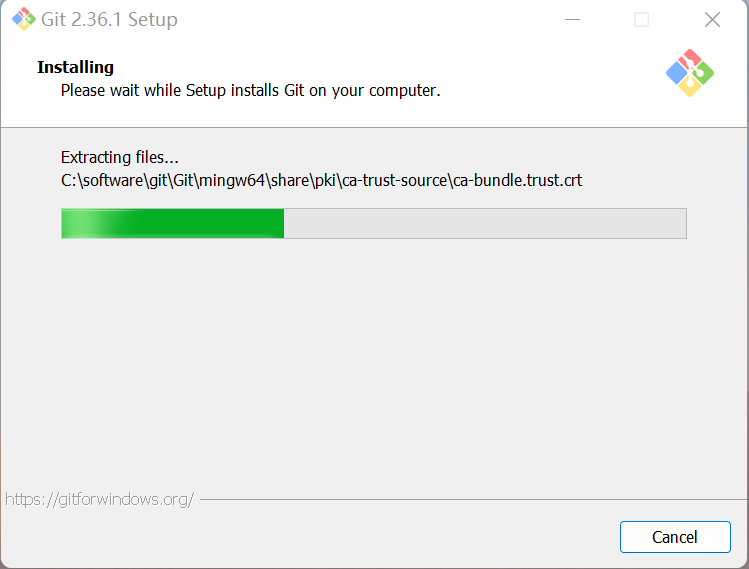 Git 2.36.1 Setup
Installing
Please wait while Setup installs Git on your computer.
Extracting files...
C:\software\git\Git\mingw64\share\pki\ca-trust-source\ca-bundle.trust.crt
https://gitforwindows.org/
Cancel